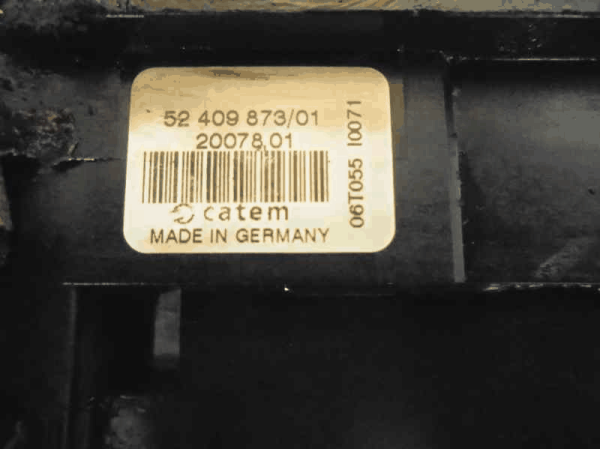 52 409 873/01
20078.01
catem
MADE IN GERMANY
06T055 I0071